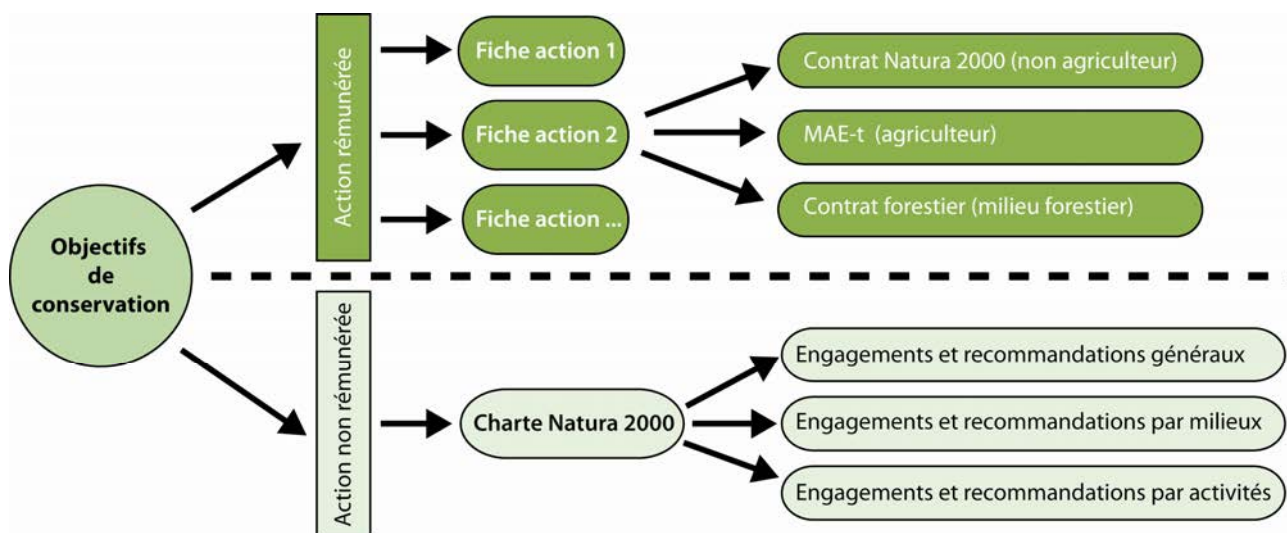 Objectifs
de
conservation
Action rémunérée
Fiche action 1
Fiche action 2
Fiche action ...
Contrat Natura 2000 (non agriculteur)
MAE-t (agriculteur)
Contrat forestier (milieu forestier)
Action non rémunérée
Charte Natura 2000
Engagements et recommandations généraux
Engagements et recommandations par milieux
Engagements et recommandations par activités